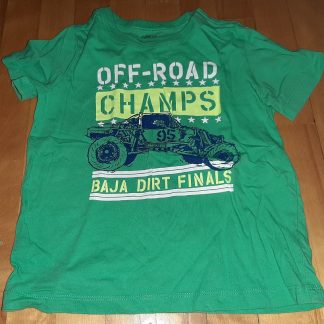 OFF-ROAD
CHAMPS
95
BAJA DIRT FINALS